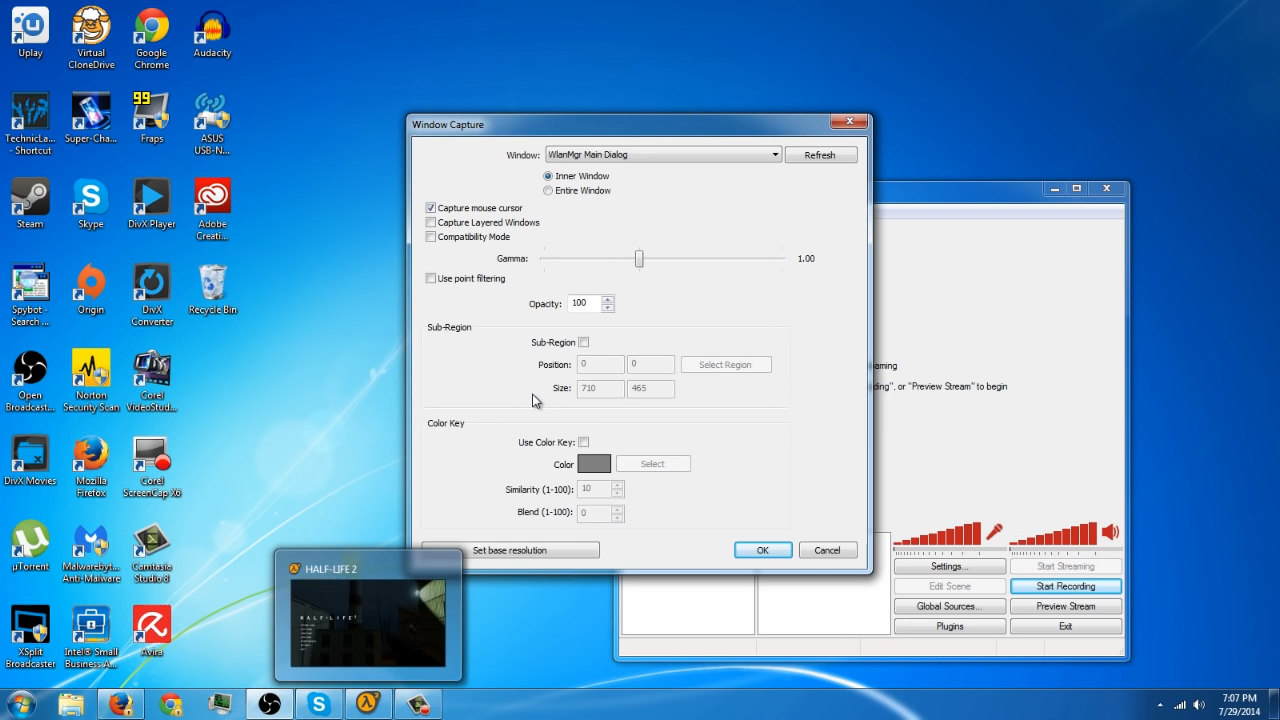 Uplay
Virtual
CloneDrive
Google
Chrome
Audacity
TechnicLa...
- Shortcut
Super-Cha...
99
Fraps
ASUS
USB-N...
Steam
Skype
DivX Player
Adobe
Creati...
Spybot -
Search ...
Origin
DivX
Converter
Recycle Bin
Open
Broadcast...
Norton
Security Scan
Corel
VideoStud...
DivX Movies
Mozilla
Firefox
Corel
ScreenCap X6
µTorrent
Malwarebyt...
Anti-Malware
Camtasia
Studio 8
XSplit
Broadcaster
Intel® Small
Business A...
Avira
Window Capture
Window: WlanMgr Main Dialog Refresh
Inner Window
Entire Window
Capture mouse cursor
Capture Layered Windows
Compatibility Mode
Gamma: 1.00
Use point filtering
Opacity: 100
Sub-Region
Sub-Region
Position: 0 0 Select Region
Size: 710 465
Color Key
Use Color Key:
Color Select
Similarity (1-100): 10
Blend (1-100): 0
Set base resolution OK Cancel
HALF-LIFE 2
HALF-LIFE²
aming
ding", or "Preview Stream" to begin
Settings... Start Streaming
Edit Scene Start Recording
Global Sources... Preview Stream
Plugins Exit
7:07 PM
7/29/2014